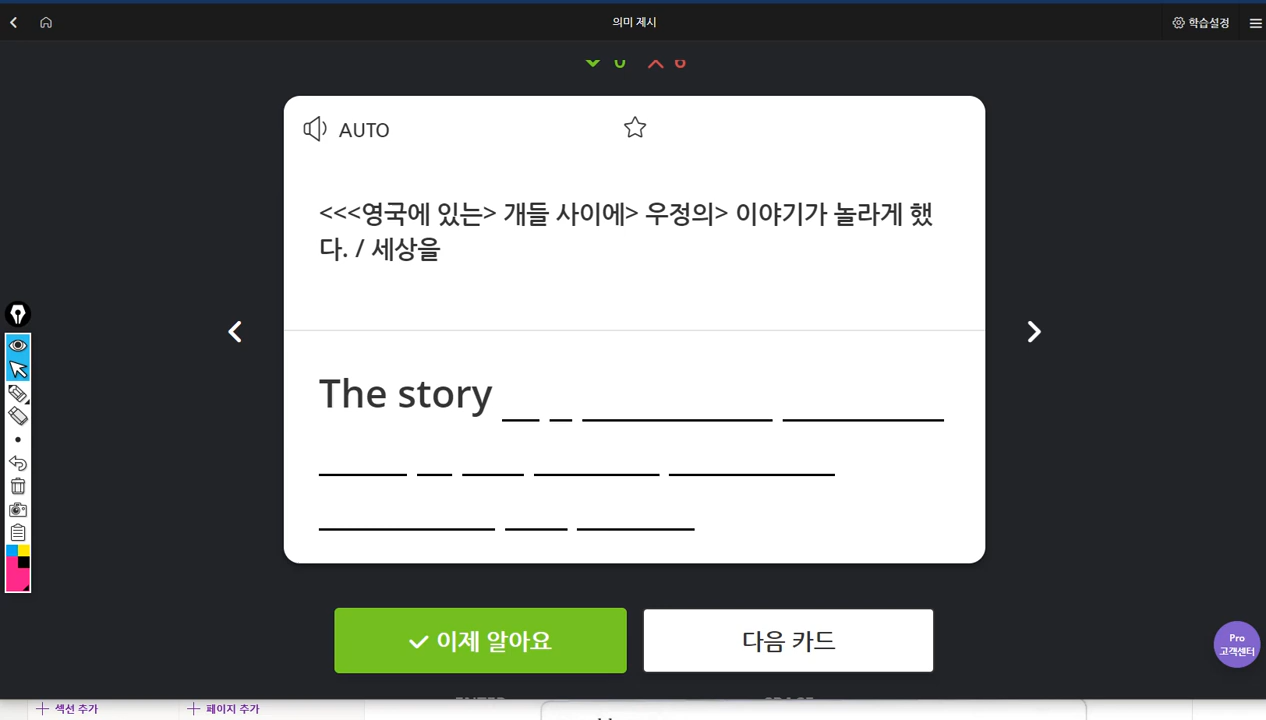 의미 제시
학습설정
AUTO
<<<영국에 있는> 개들 사이에> 우정의> 이야기가 놀라게 했
다. / 세상을
The story
이제 알아요
다음 카드
Pro
고객센터
섹션 추가
페이지 추가